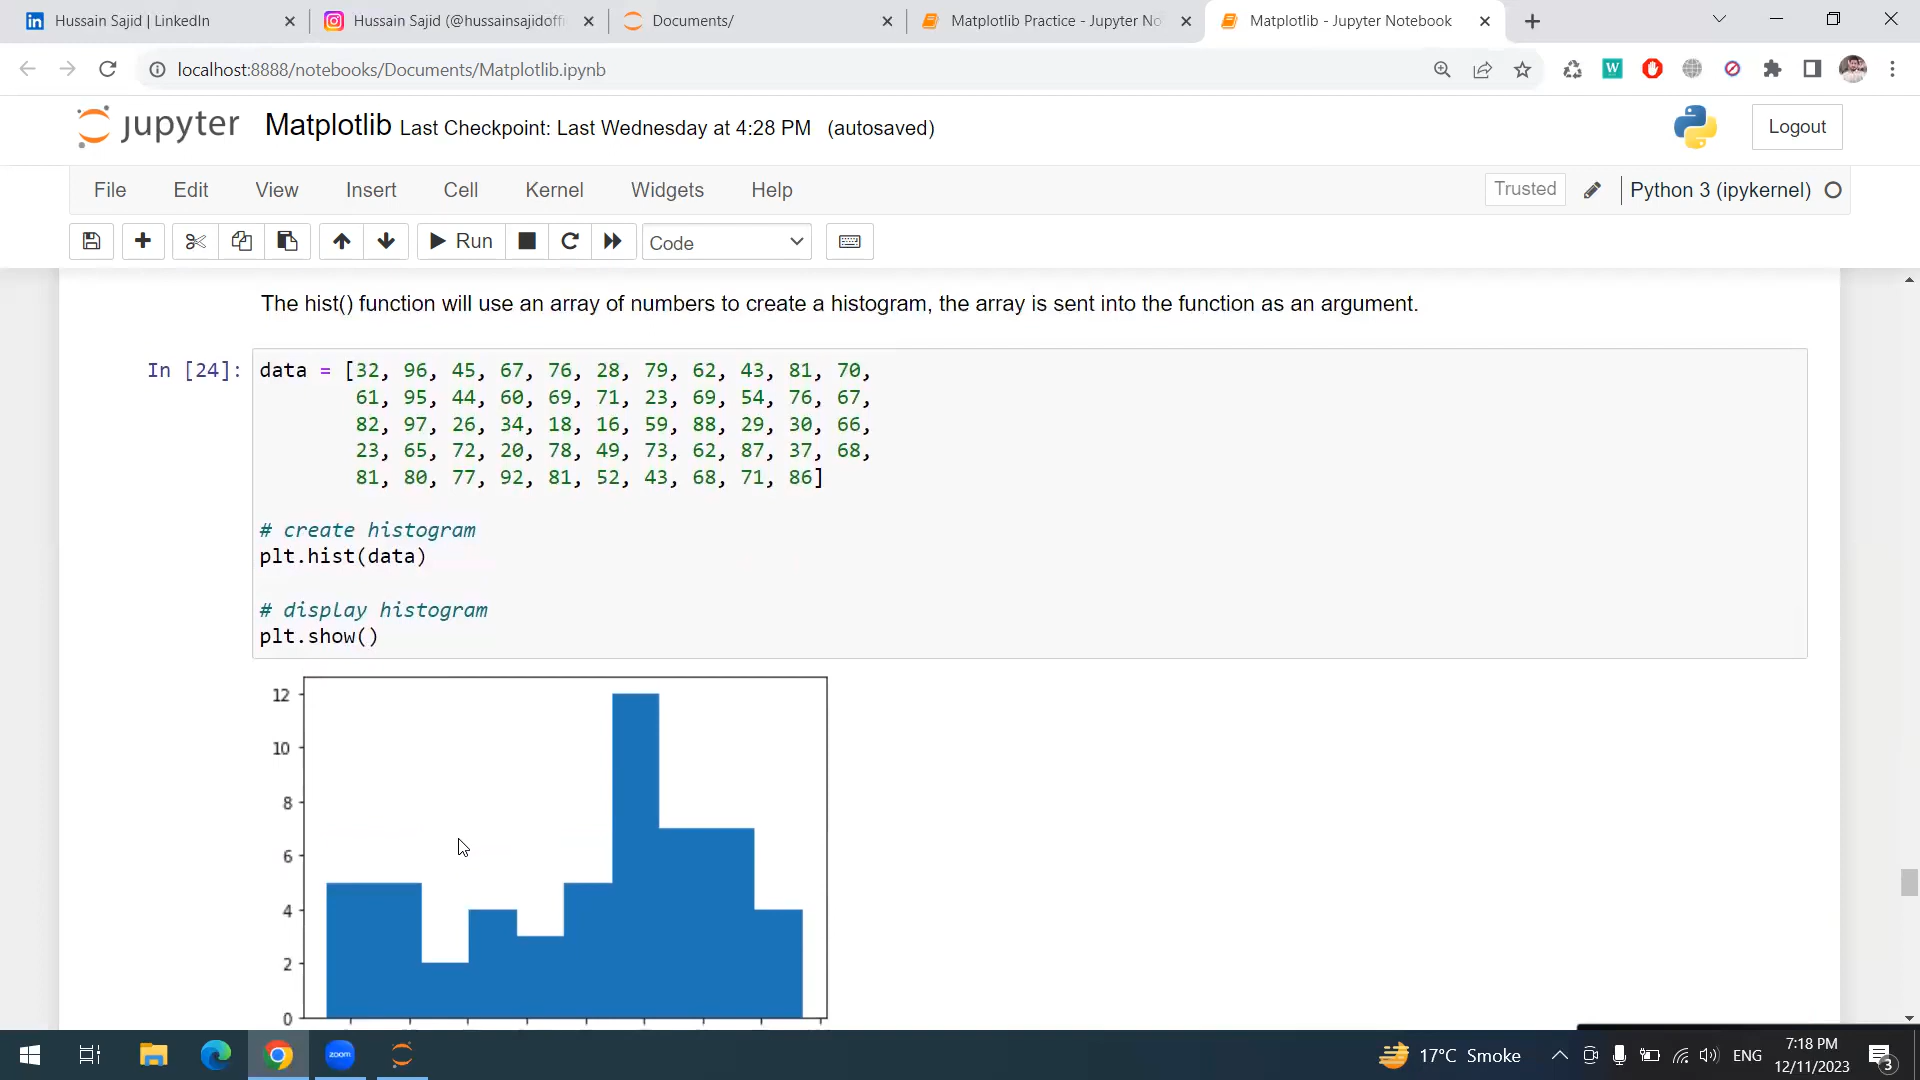 Hussain Sajid | LinkedIn
Hussain Sajid (@hussainsajidoffi
Documents/
Matplotlib Practice - Jupyter No
Matplotlib - Jupyter Notebook
localhost:8888/notebooks/Documents/Matplotlib.ipynb
jupyter Matplotlib Last Checkpoint: Last Wednesday at 4:28 PM (autosaved)
Logout
File Edit View Insert Cell Kernel Widgets Help
Trusted Python 3 (ipykernel)
Run Code
The hist() function will use an array of numbers to create a histogram, the array is sent into the function as an argument.
In [24]: data = [32, 96, 45, 67, 76, 28, 79, 62, 43, 81, 70,
61, 95, 44, 60, 69, 71, 23, 69, 54, 76, 67,
82, 97, 26, 34, 18, 16, 59, 88, 29, 30, 66,
23, 65, 72, 20, 78, 49, 73, 62, 87, 37, 68,
81, 80, 77, 92, 81, 52, 43, 68, 71, 86]
# create histogram
plt.hist(data)
# display histogram
plt.show()
12
10
8
6
4
2
0
zoom
17°C Smoke
ENG
7:18 PM
12/11/2023
3